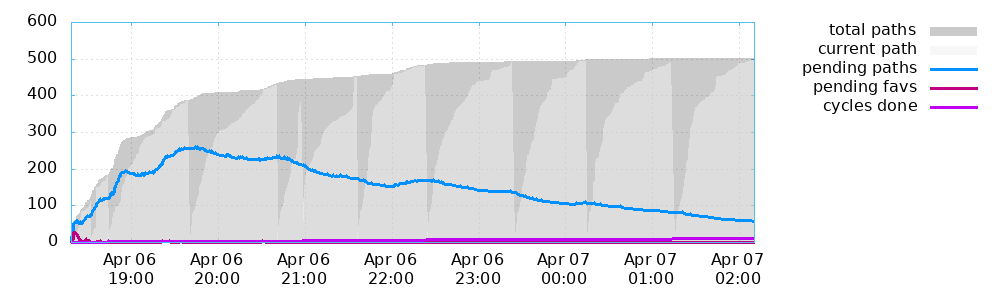 600
500
400
300
200
100
0
Apr 06 Apr 06 Apr 06 Apr 06 Apr 06 Apr 07 Apr 07 Apr 07
19:00 20:00 21:00 22:00 23:00 00:00 01:00 02:00
total paths
current path
pending paths
pending favs
cycles done